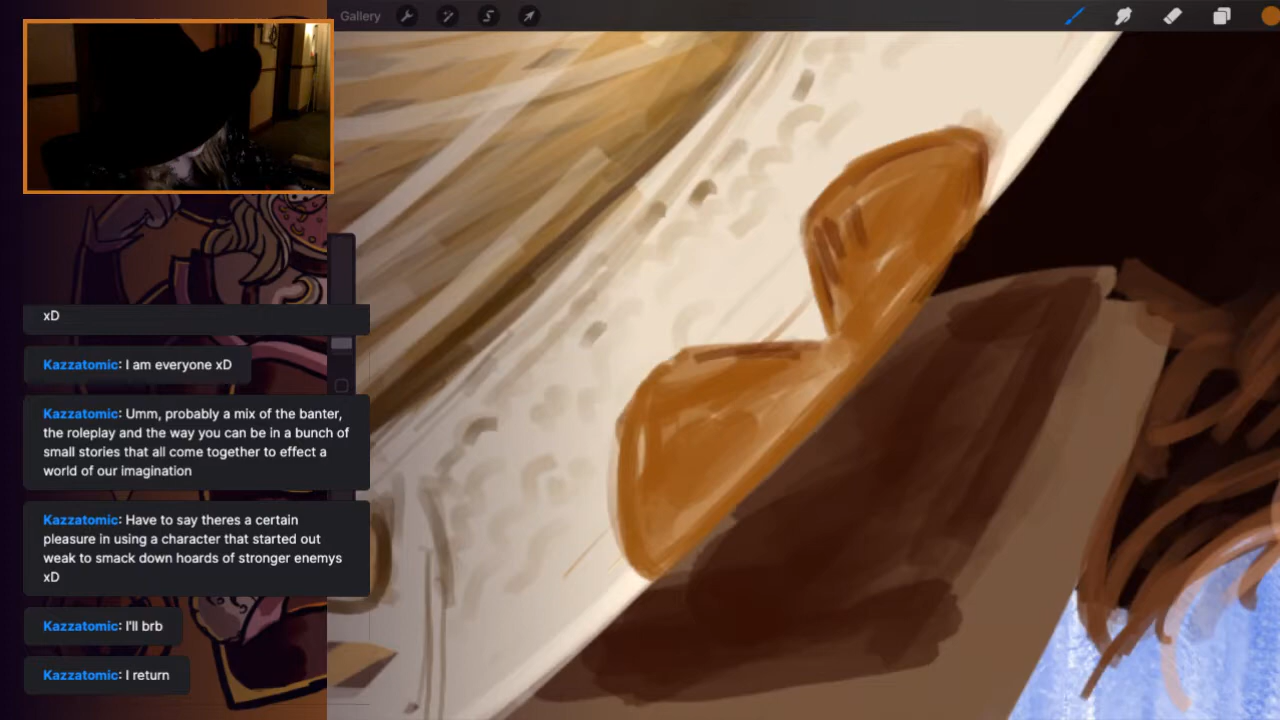 Gallery
xD
Kazzatomic: I am everyone xD
Kazzatomic: Umm, probably a mix of the banter,
the roleplay and the way you can be in a bunch of
small stories that all come together to effect a
world of our imagination
Kazzatomic: Have to say theres a certain
pleasure in using a character that started out
weak to smack down hoards of stronger enemys
xD
Kazzatomic: I'll brb
Kazzatomic: I return